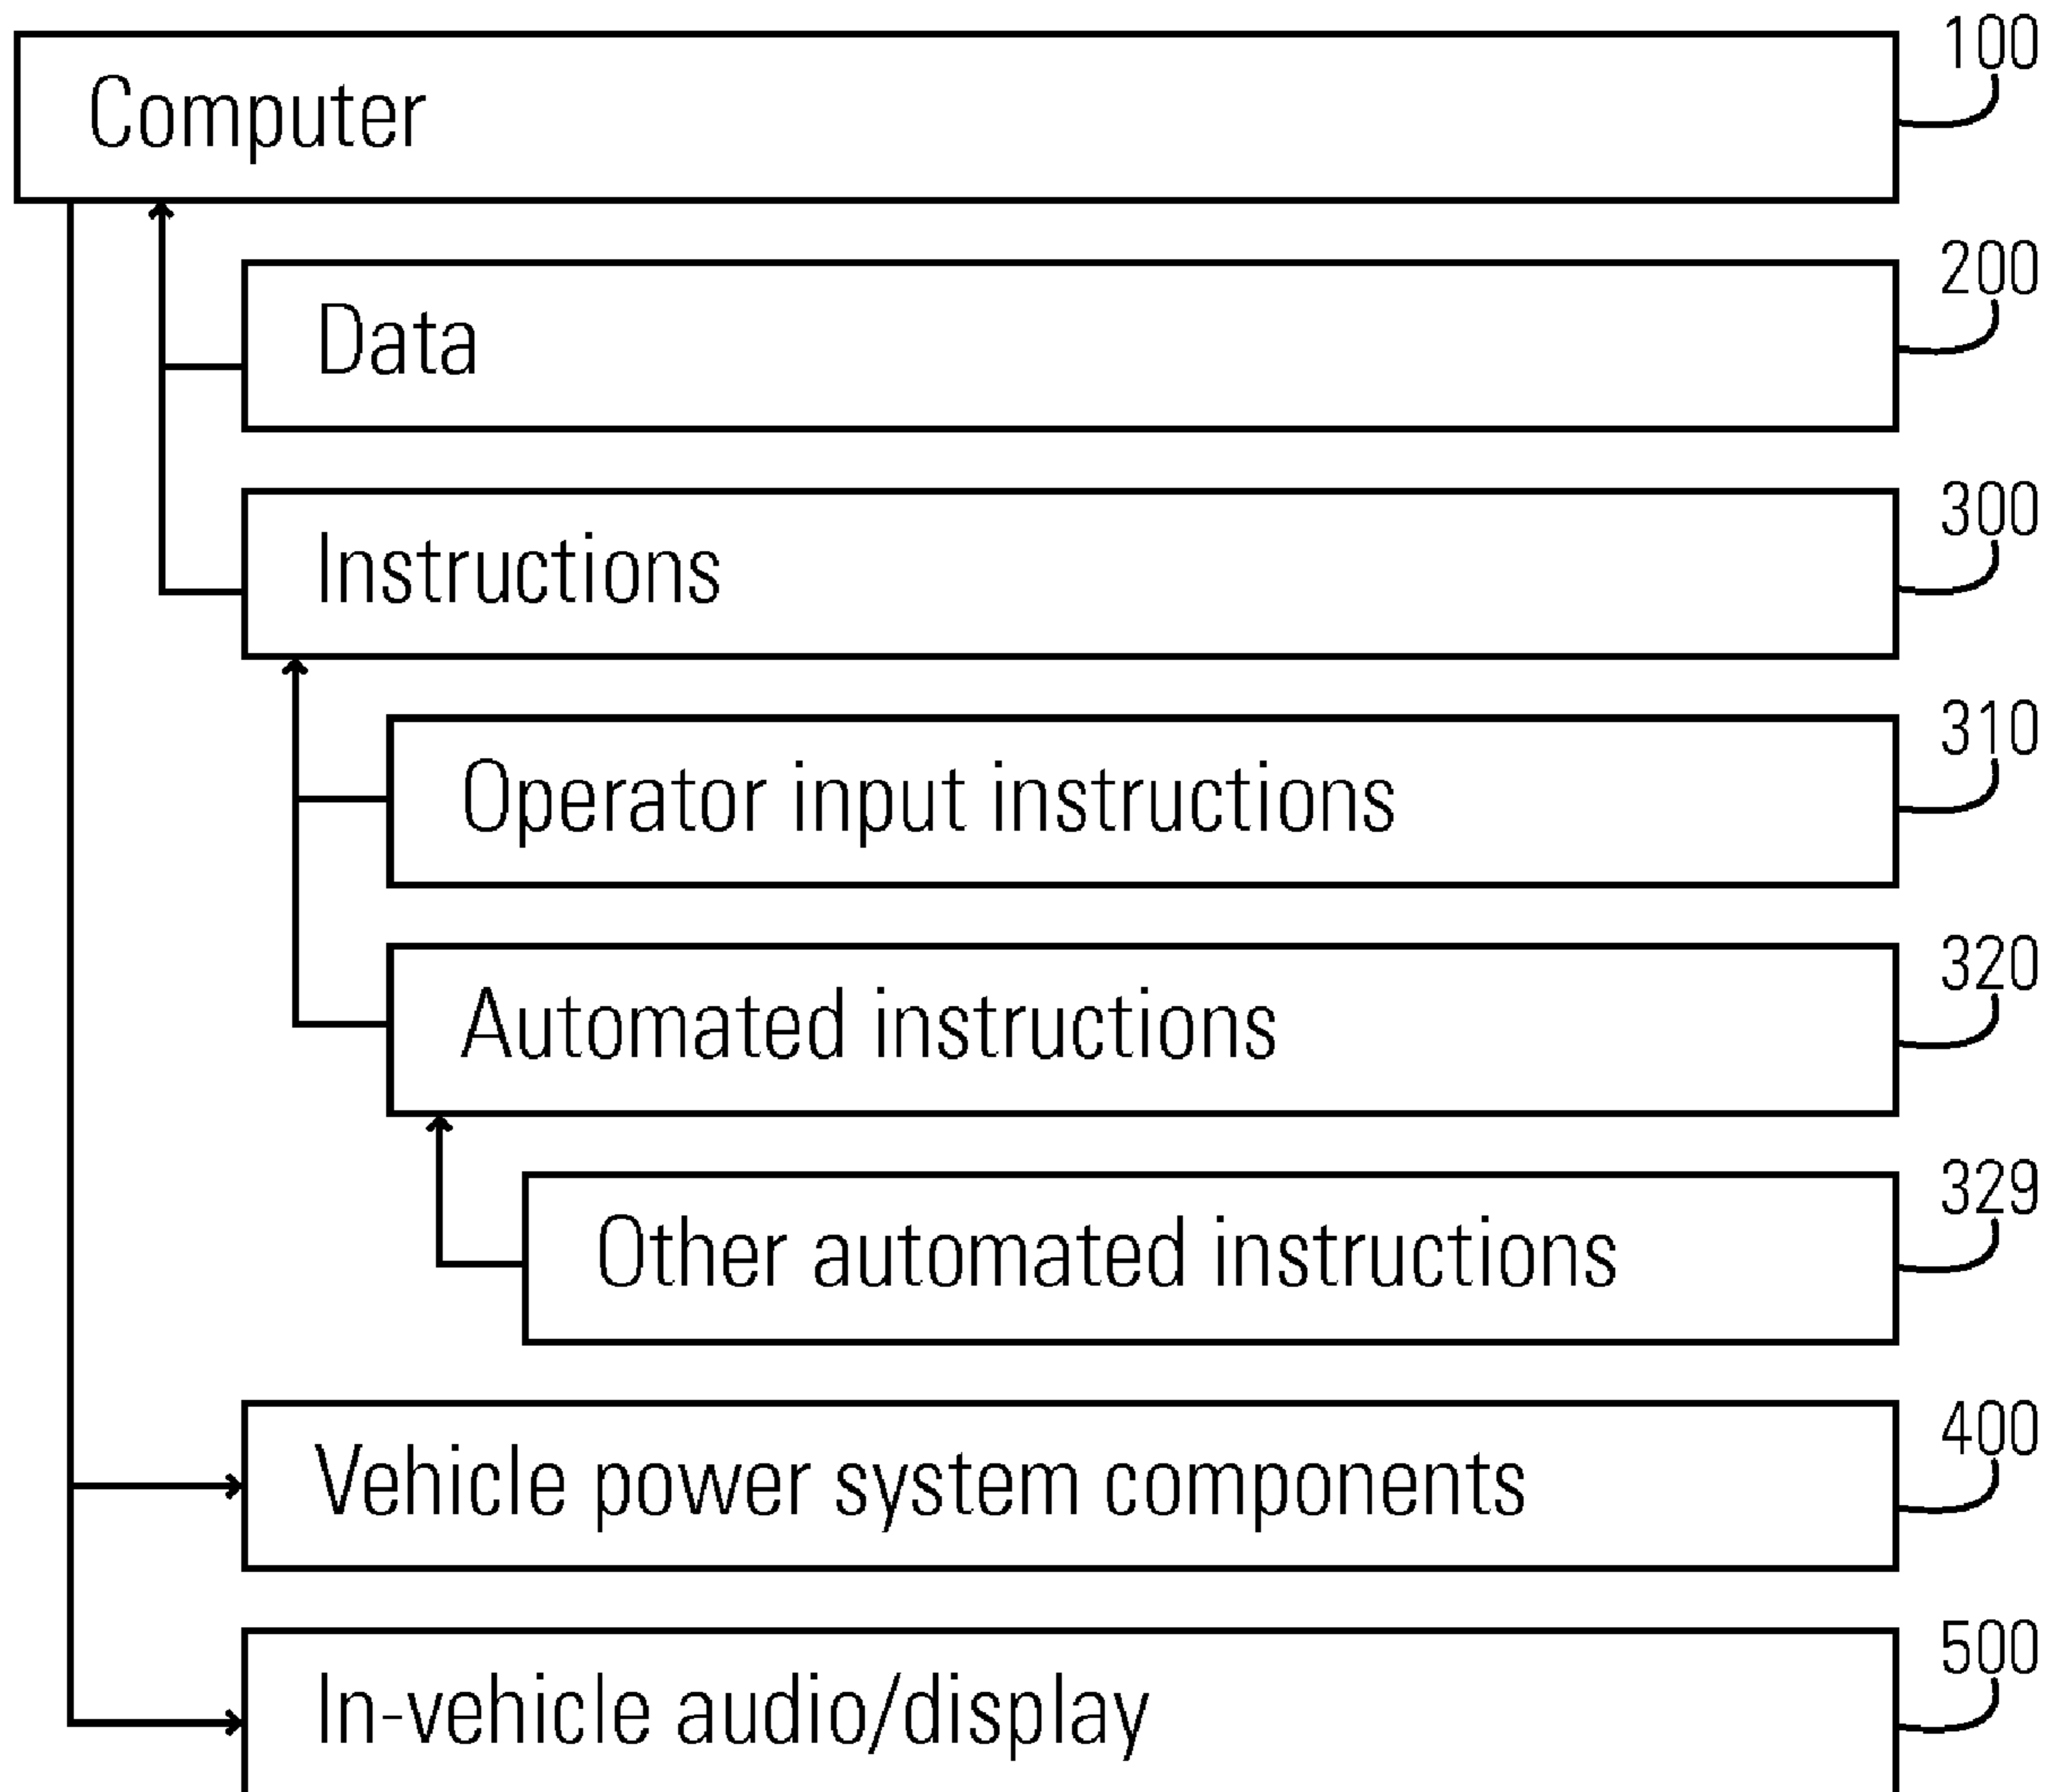 100
Computer
200
Data
300
Instructions
310
Operator input instructions
320
Automated instructions
329
Other automated instructions
400
Vehicle power system components
500
In-vehicle audio/display